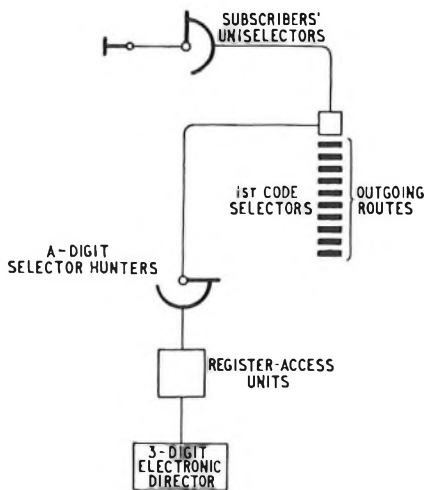 SUBSCRIBERS'
UNISELECTORS
1ST CODE
SELECTORS
OUTGOING
ROUTES
A-DIGIT
SELECTOR HUNTERS
REGISTER-ACCESS
UNITS
3-DIGIT
ELECTRONIC
DIRECTOR